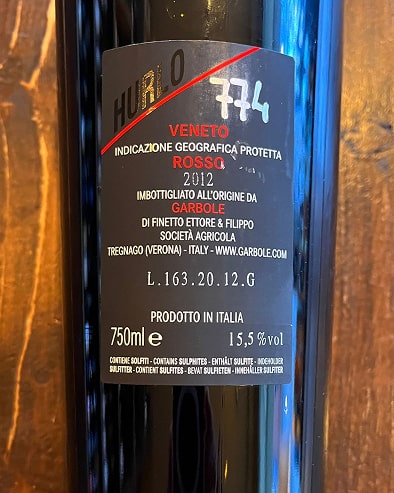 HURLO
774
VENETO
INDICAZIONE GEOGRAFICA PROTETTA
ROSSO
2012
IMBOTTIGLIATO ALL'ORIGINE DA
GARBOLE
DI FINETTO ETTORE & FILIPPO
SOCIETÀ AGRICOLA
TREGNAGO (VERONA) - ITALY - WWW.GARBOLE.COM
L.163.20.12.G
PRODOTTO IN ITALIA
750ml e 15,5%vol
CONTIENE SOLFITI - CONTAINS SULPHITES - ENTHÄLT SULFITE - INDEHOLDER
SULFITTER - CONTIENT SULFITES - BEVAT SULFIETEN - INNEHÅLLER SULFITER